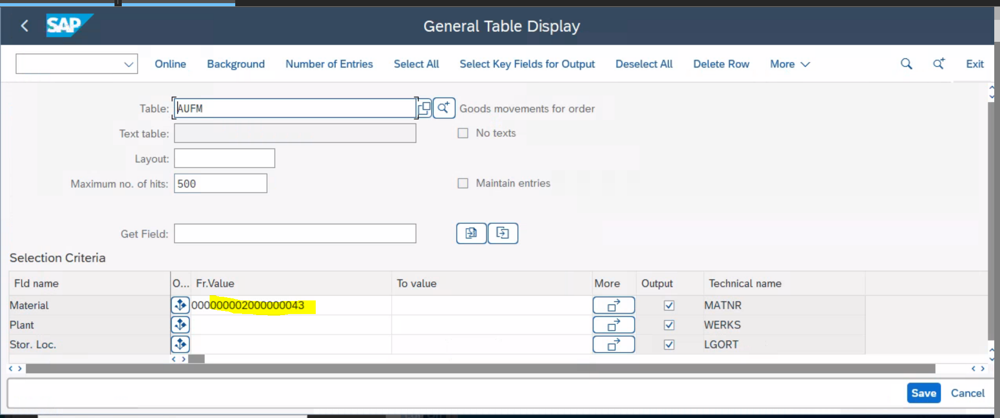 SAP
General Table Display
Online Background Number of Entries Select All Select Key Fields for Output Deselect All Delete Row More Exit
Table: AUFM Goods movements for order
Text table: No texts
Layout:
Maximum no. of hits: 500 Maintain entries
Get Field:
Selection Criteria
Fld name O... Fr.Value To value More Output Technical name
Material 000000002000000043 MATNR
Plant WERKS
Stor. Loc. LGORT
Save Cancel